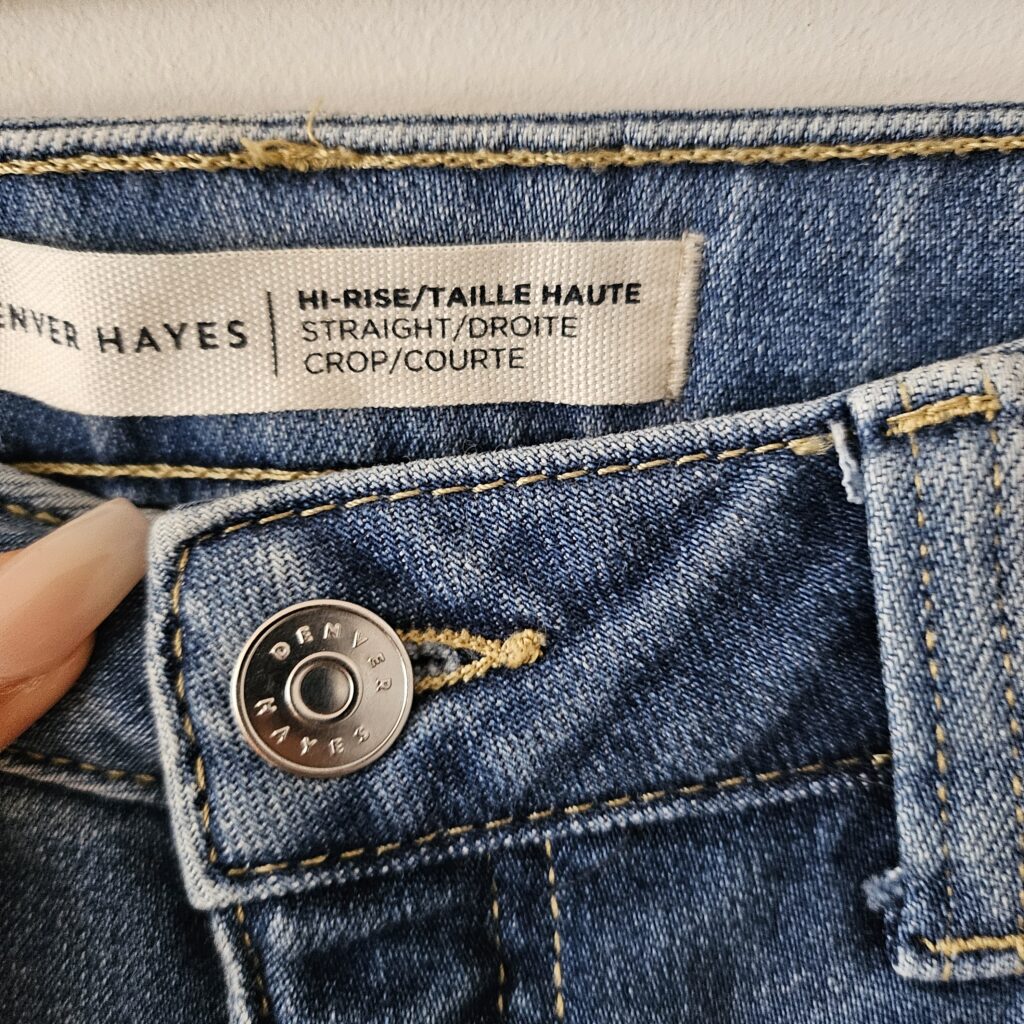 ENVER HAYES
HI-RISE/TAILLE HAUTE
STRAIGHT/DROITE
CROP/COURTE
DENVER
HAYES